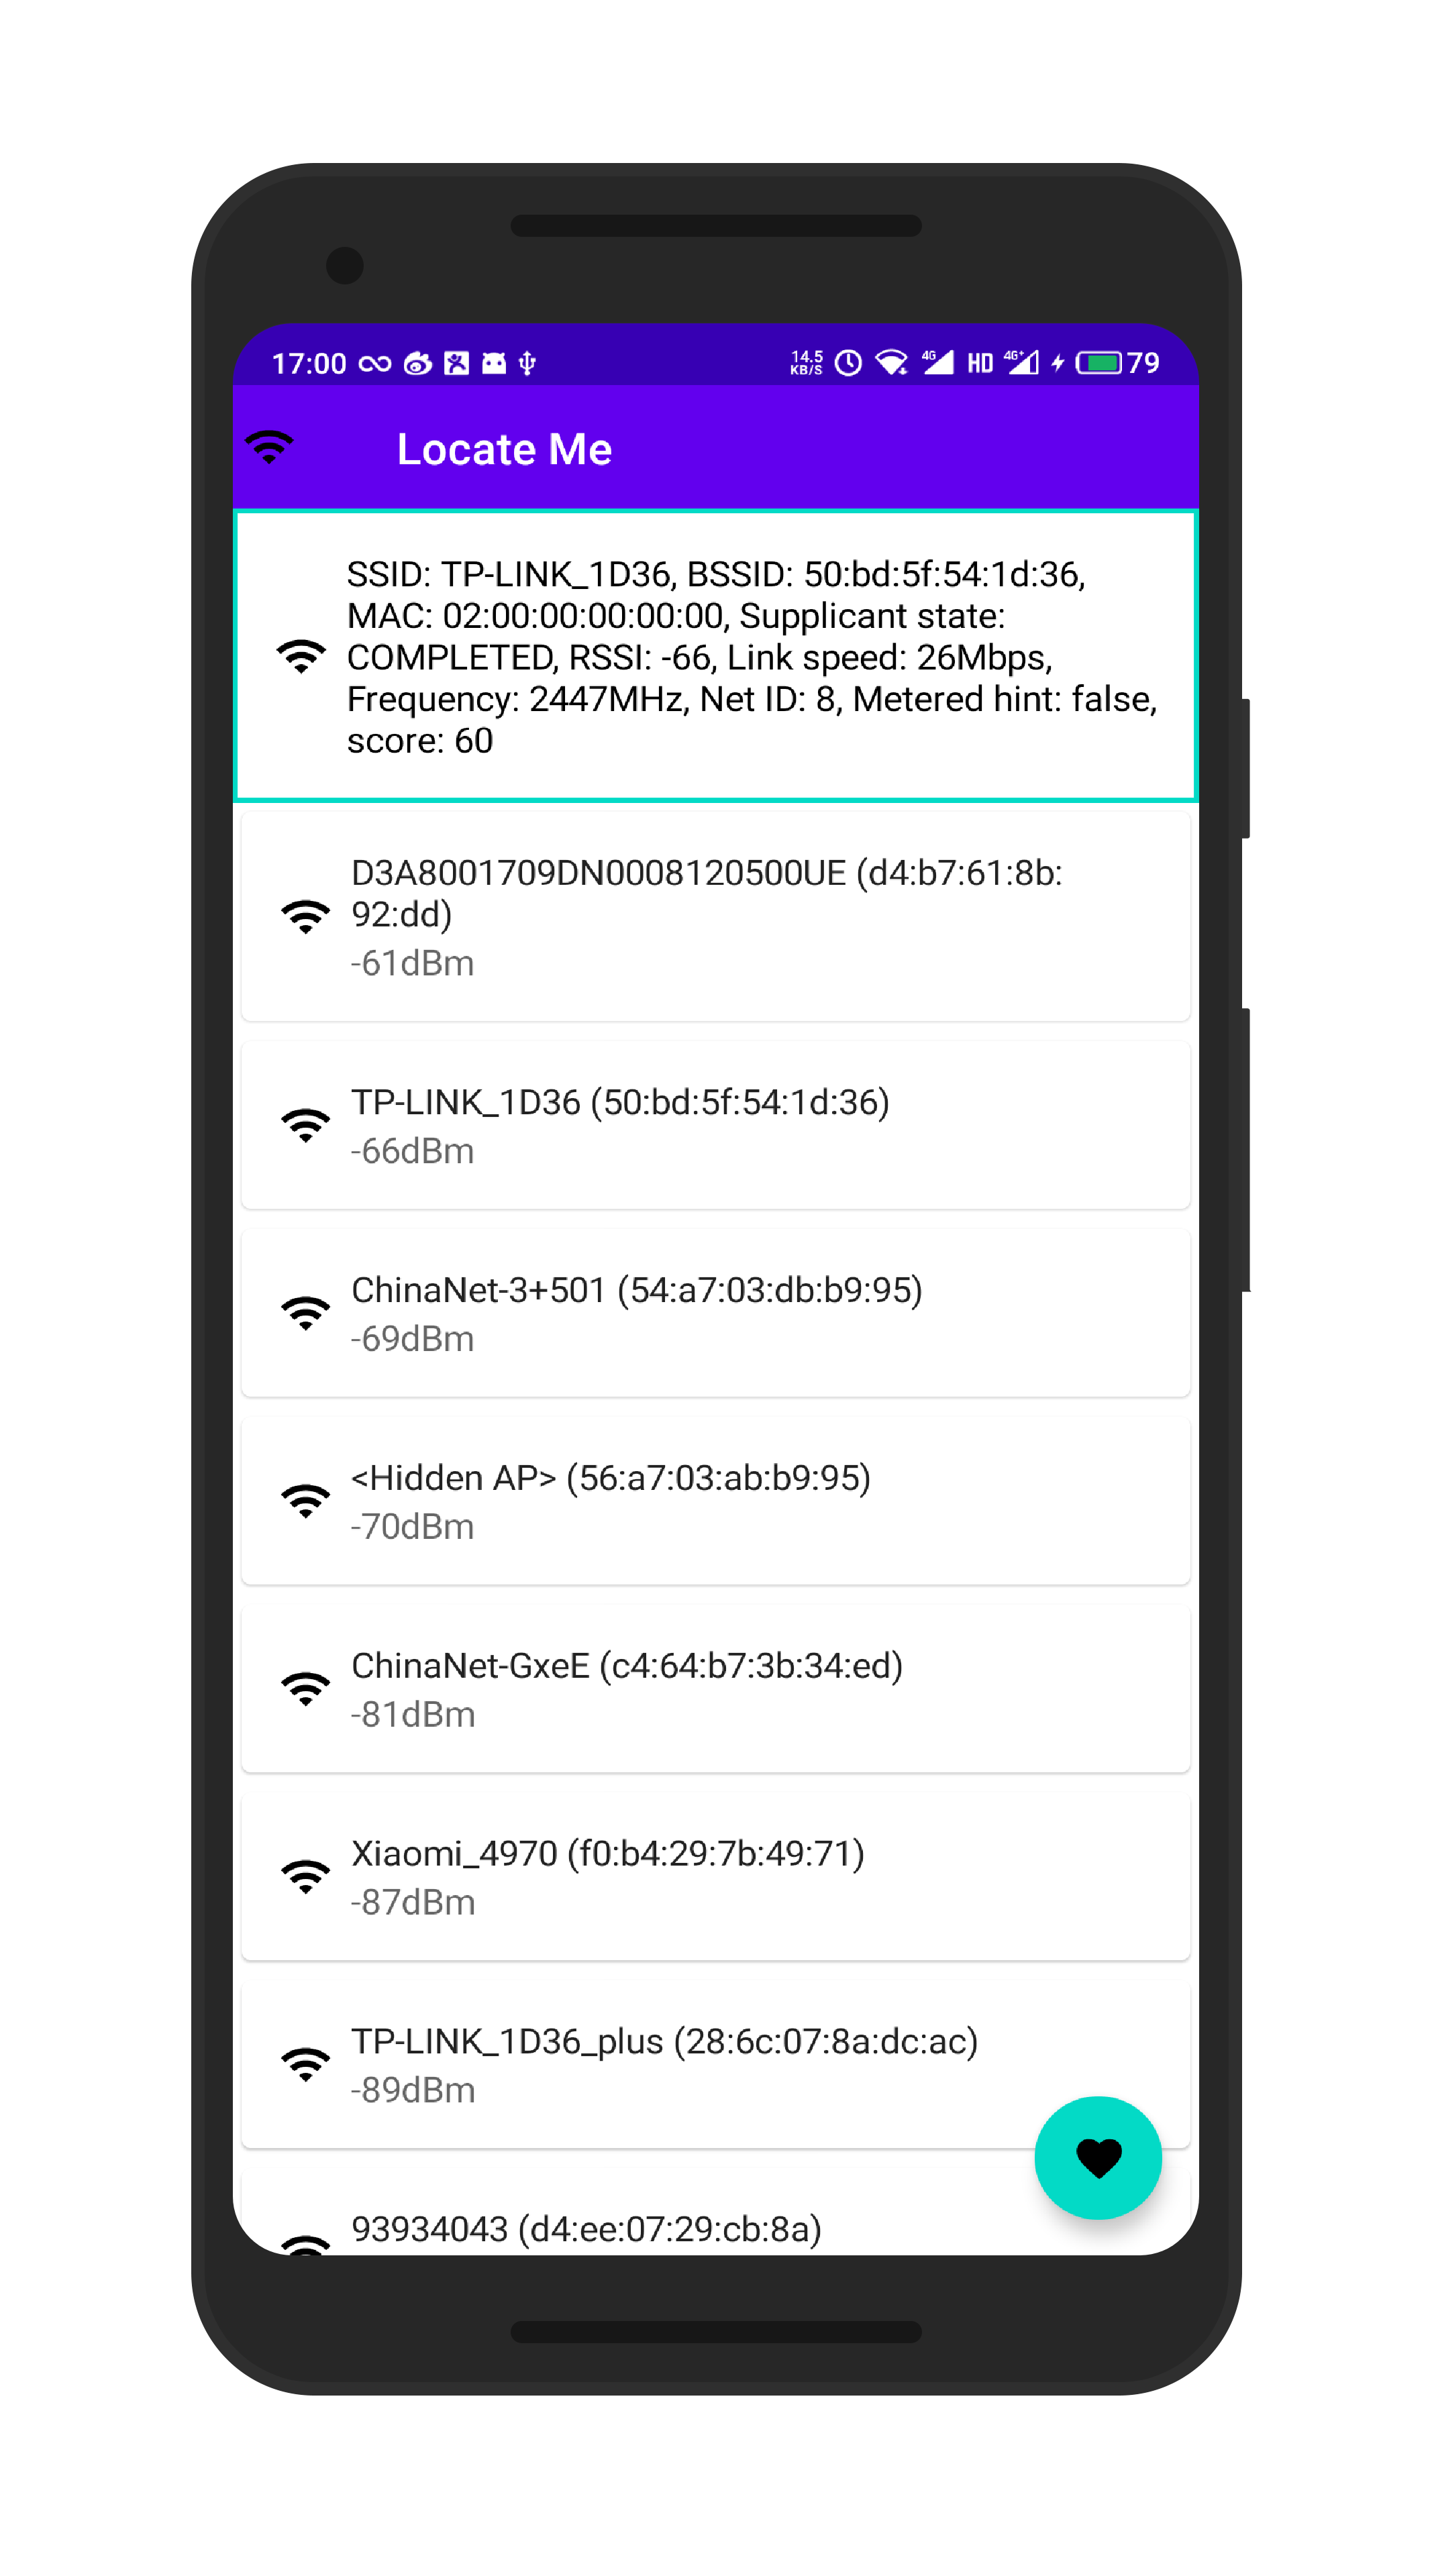 17:00
14.5
KB/S
4G
HD
4G+
79
Locate Me
SSID: TP-LINK_1D36, BSSID: 50:bd:5f:54:1d:36,
MAC: 02:00:00:00:00:00, Supplicant state:
COMPLETED, RSSI: -66, Link speed: 26Mbps,
Frequency: 2447MHz, Net ID: 8, Metered hint: false,
score: 60
D3A8001709DN0008120500UE (d4:b7:61:8b:
92:dd)
-61dBm
TP-LINK_1D36 (50:bd:5f:54:1d:36)
-66dBm
ChinaNet-3+501 (54:a7:03:db:b9:95)
-69dBm
<Hidden AP> (56:a7:03:ab:b9:95)
-70dBm
ChinaNet-GxeE (c4:64:b7:3b:34:ed)
-81dBm
Xiaomi_4970 (f0:b4:29:7b:49:71)
-87dBm
TP-LINK_1D36_plus (28:6c:07:8a:dc:ac)
-89dBm
93934043 (d4:ee:07:29:cb:8a)